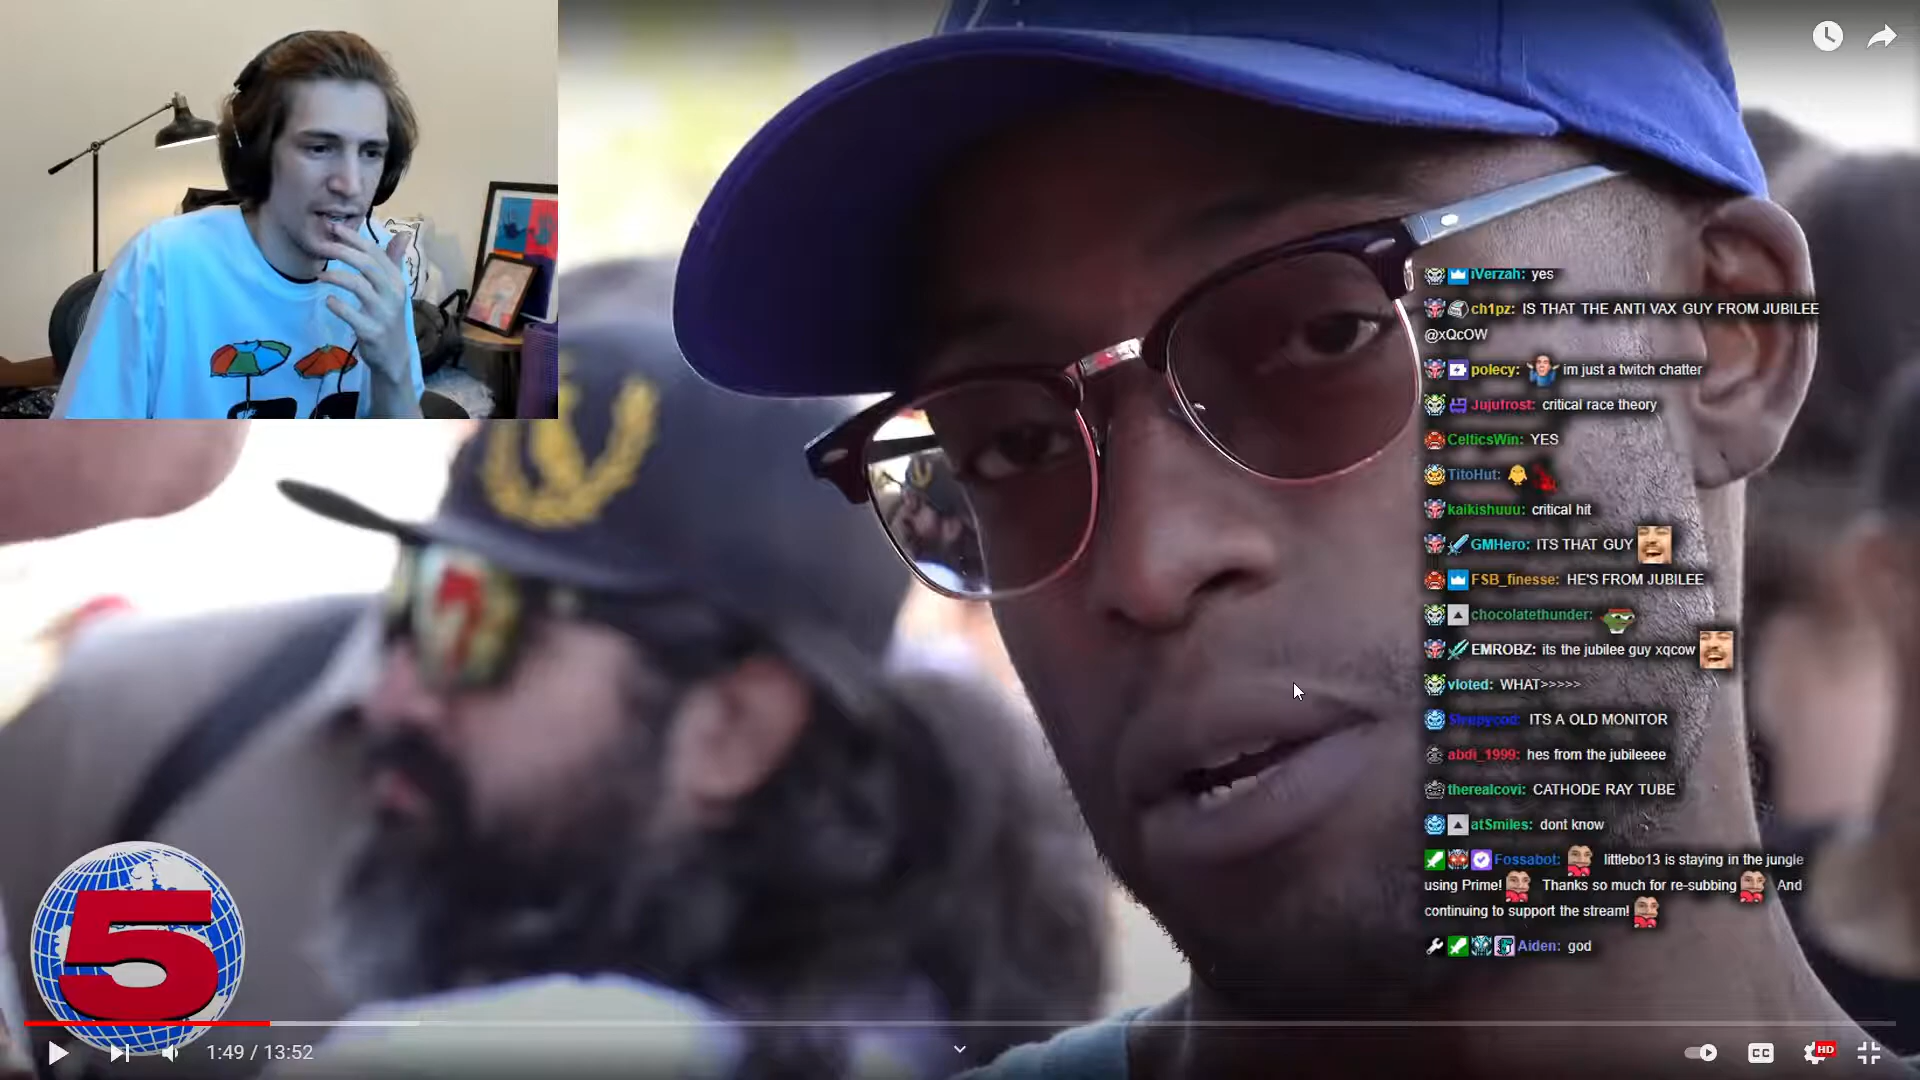 iVerzah: yes
ch1pz: IS THAT THE ANTI VAX GUY FROM JUBILEE
@xQcOW
polecy: im just a twitch chatter
Jujufrost: critical race theory
CelticsWin: YES
TitoHut:
kaikishuuu: critical hit
GMHero: ITS THAT GUY
FSB_finesse: HE'S FROM JUBILEE
chocolatethunder:
EMROBZ: its the jubilee guy xqcow
vloted: WHAT>>>>>
Sleepycod: ITS A OLD MONITOR
abdi_1999: hes from the jubileeee
therealcovi: CATHODE RAY TUBE
atSmiles: dont know
Fossabot: littlebo13 is staying in the jungle
using Prime! Thanks so much for re-subbing And
continuing to support the stream!
Aiden: god
5
1:49 / 13:52
CC
HD